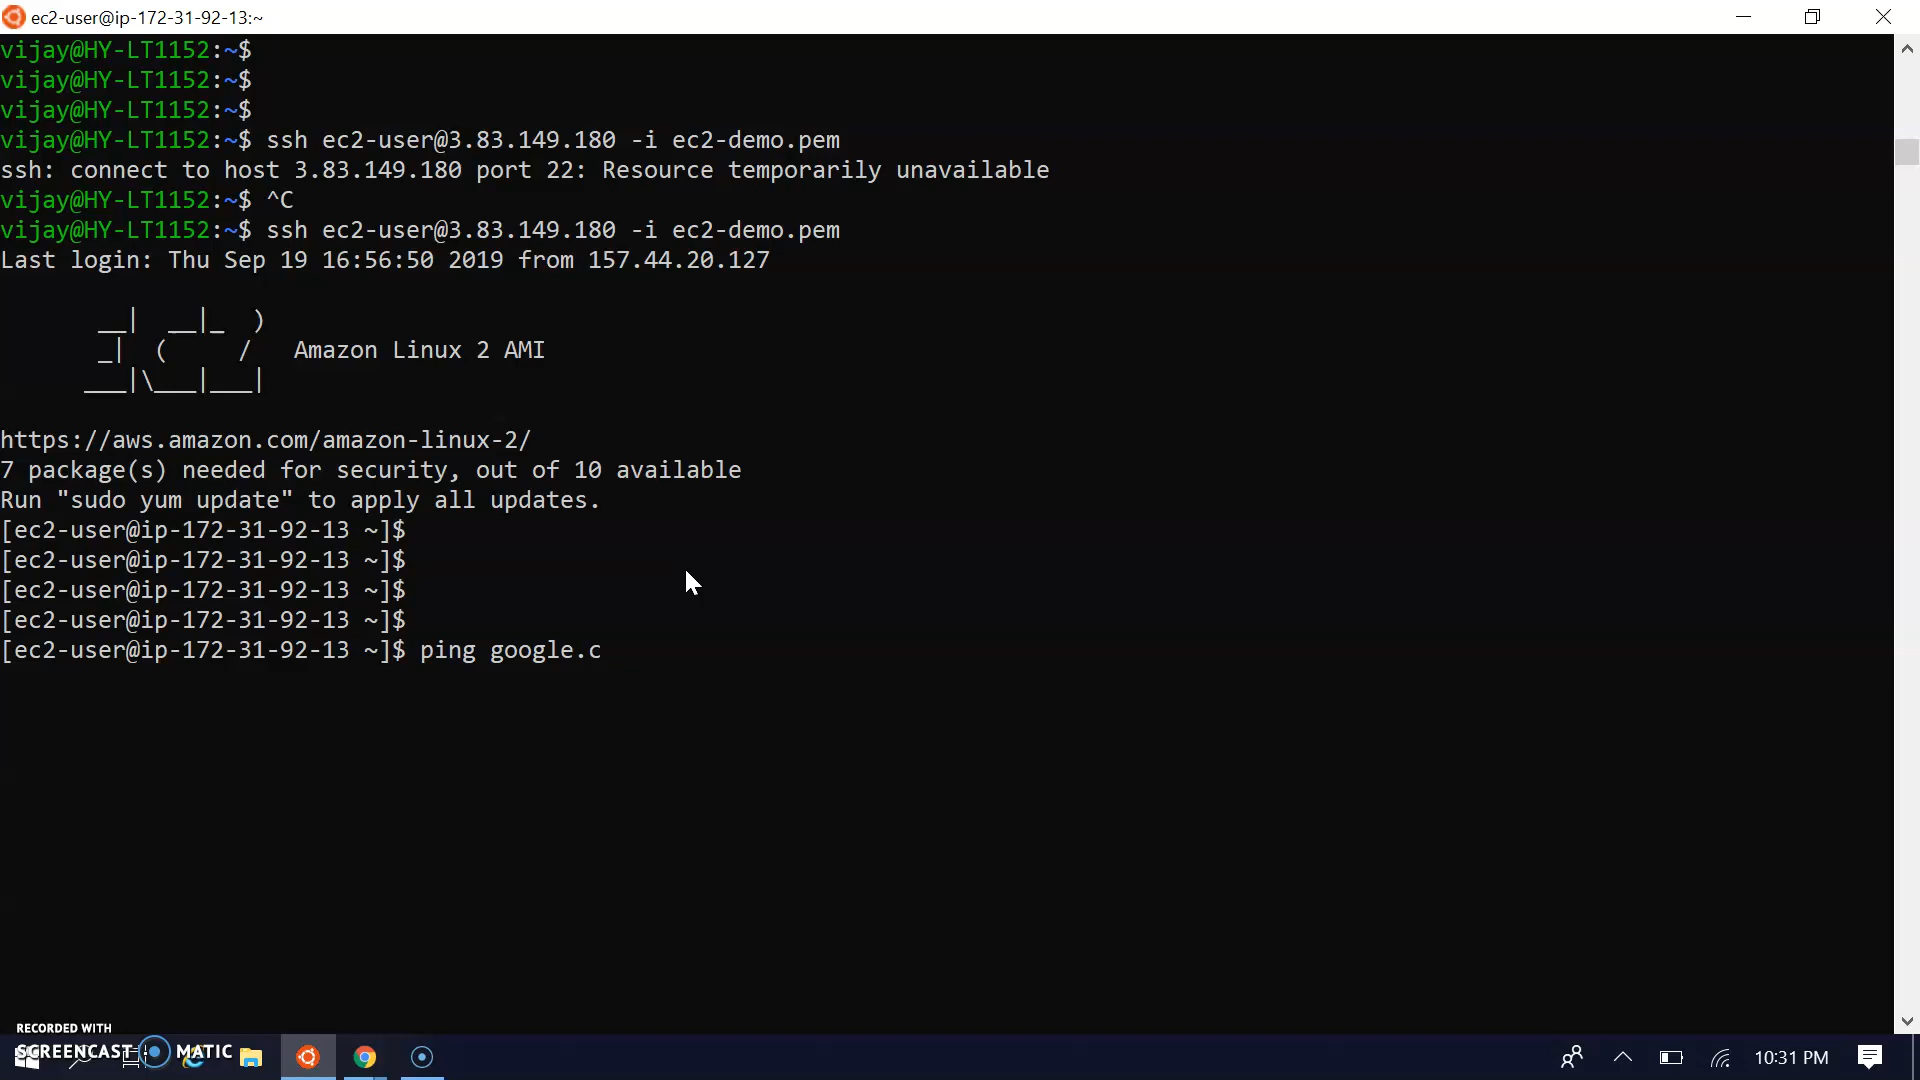 ec2-user@ip-172-31-92-13:~
vijay@HY-LT1152:~$
vijay@HY-LT1152:~$
vijay@HY-LT1152:~$
vijay@HY-LT1152:~$ ssh ec2-user@3.83.149.180 -i ec2-demo.pem
ssh: connect to host 3.83.149.180 port 22: Resource temporarily unavailable
vijay@HY-LT1152:~$ ^C
vijay@HY-LT1152:~$ ssh ec2-user@3.83.149.180 -i ec2-demo.pem
Last login: Thu Sep 19 16:56:50 2019 from 157.44.20.127
__|  __|_  )
_|  (     /   Amazon Linux 2 AMI
___|\___|___|
https://aws.amazon.com/amazon-linux-2/
7 package(s) needed for security, out of 10 available
Run "sudo yum update" to apply all updates.
[ec2-user@ip-172-31-92-13 ~]$
[ec2-user@ip-172-31-92-13 ~]$
[ec2-user@ip-172-31-92-13 ~]$
[ec2-user@ip-172-31-92-13 ~]$
[ec2-user@ip-172-31-92-13 ~]$ ping google.c
RECORDED WITH
SCREENCAST MATIC
10:31 PM